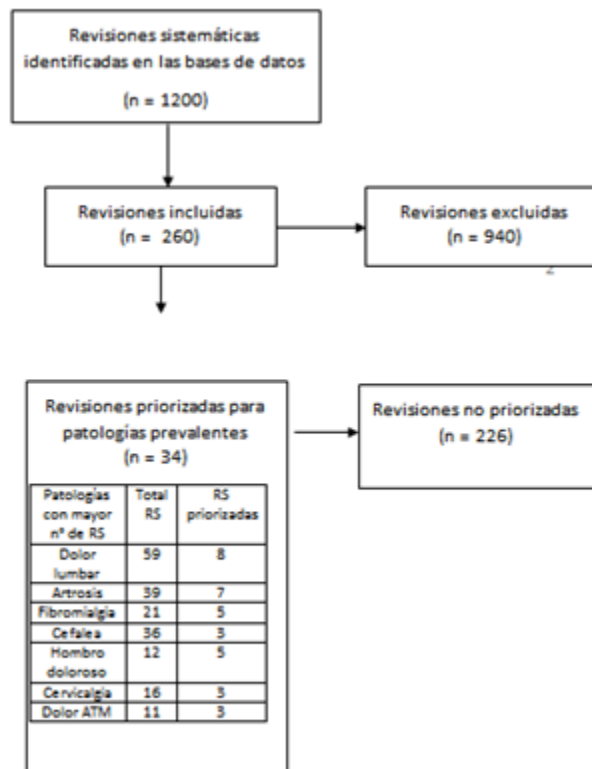 Revisiones sistemáticas
identificadas en las bases de datos
(n = 1200)
Revisiones incluidas
(n = 260)
Revisiones excluidas
(n = 940)
2
Revisiones priorizadas para
patologías prevalentes
(n = 34)
Revisiones no priorizadas
(n = 226)
Patologías con mayor nº de RS Total RS RS priorizadas
Dolor lumbar 59 8
Artrosis 39 7
Fibromialgia 21 5
Cefalea 36 3
Hombro doloroso 12 5
Cervicalgia 16 3
Dolor ATM 11 3